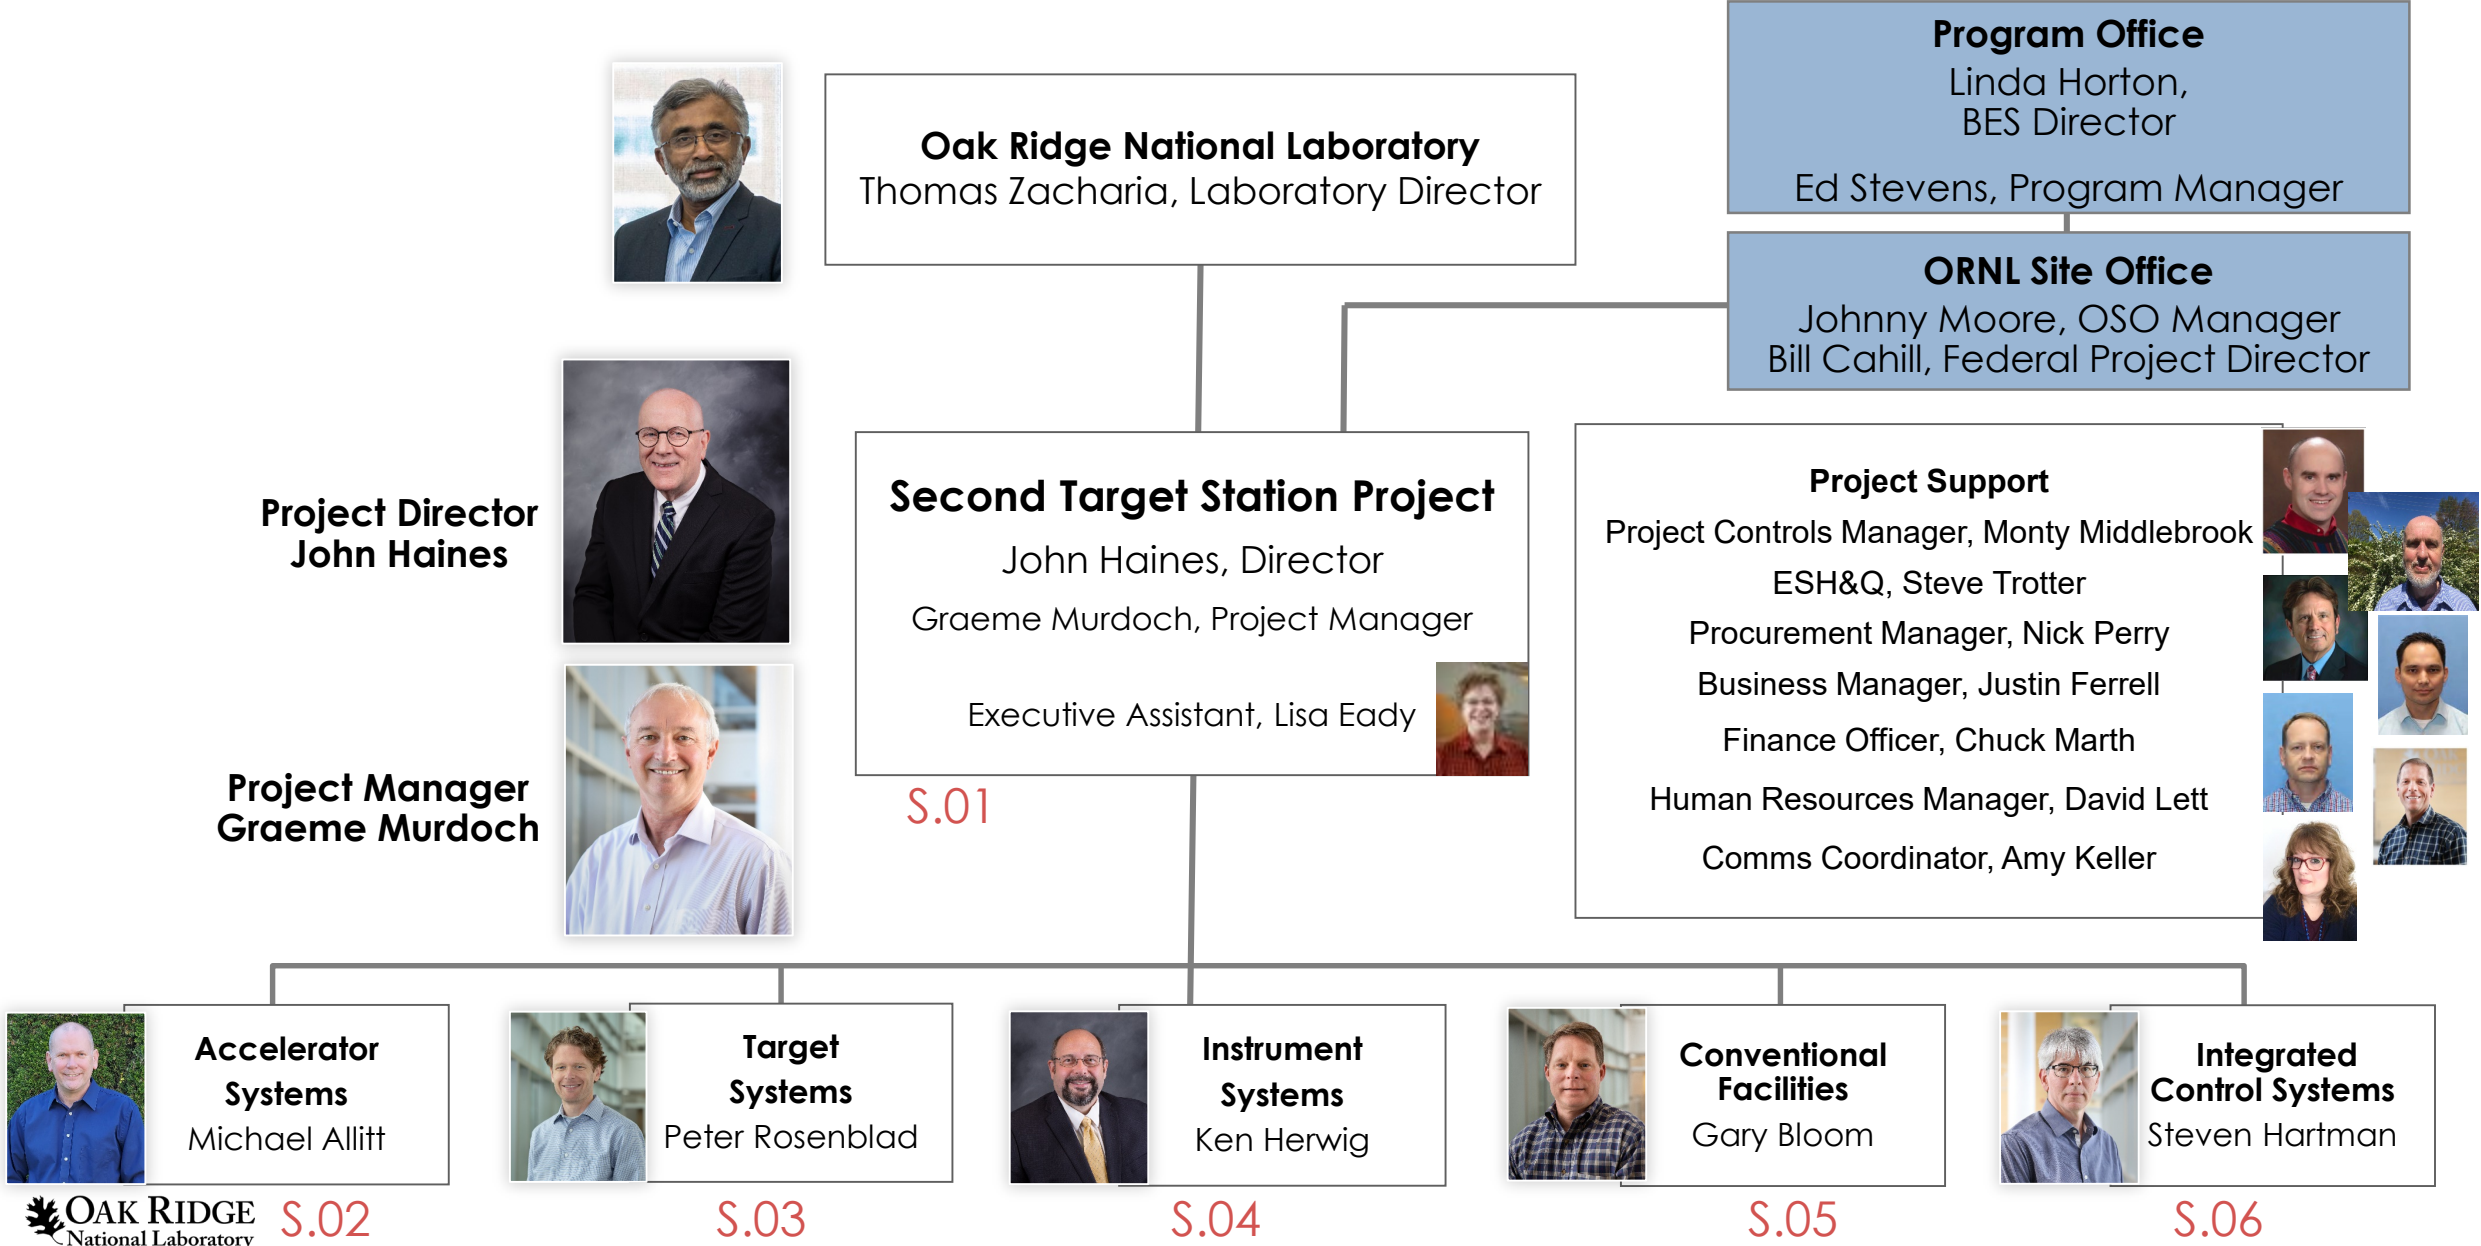 Program Office
Linda Horton,
BES Director
Ed Stevens, Program Manager
Oak Ridge National Laboratory
Thomas Zacharia, Laboratory Director
ORNL Site Office
Johnny Moore, OSO Manager
Bill Cahill, Federal Project Director
Project Director
John Haines
Second Target Station Project
John Haines, Director
Graeme Murdoch, Project Manager
Executive Assistant, Lisa Eady
S.01
Project Manager
Graeme Murdoch
Project Support
Project Controls Manager, Monty Middlebrook
ESH&Q, Steve Trotter
Procurement Manager, Nick Perry
Business Manager, Justin Ferrell
Finance Officer, Chuck Marth
Human Resources Manager, David Lett
Comms Coordinator, Amy Keller
Accelerator
Systems
Michael Allitt
S.02
Target
Systems
Peter Rosenblad
S.03
Instrument
Systems
Ken Herwig
S.04
Conventional
Facilities
Gary Bloom
S.05
Integrated
Control Systems
Steven Hartman
S.06
OAK RIDGE
National Laboratory